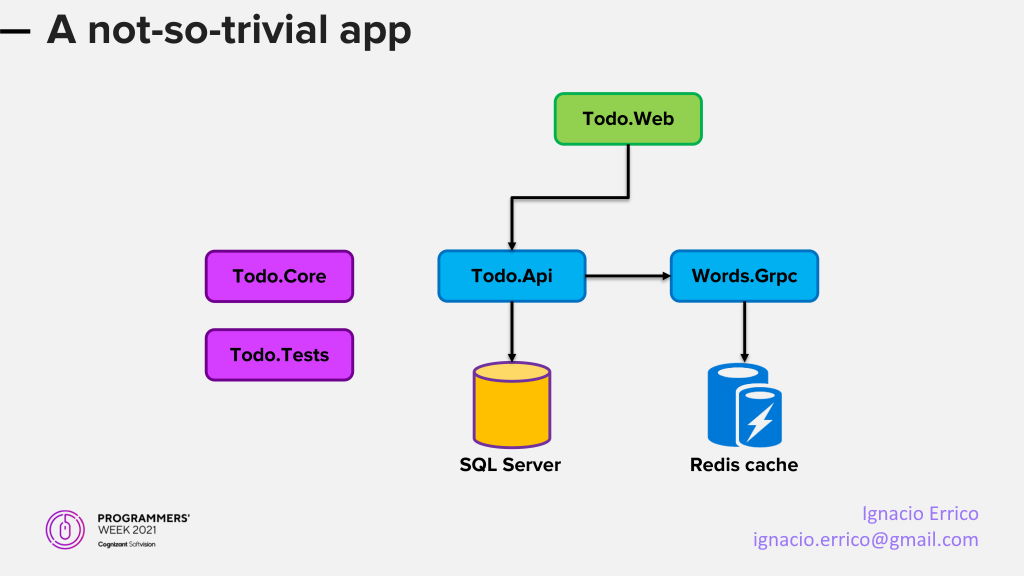 A not-so-trivial app
Todo.Web
Todo.Core
Todo.Api
Words.Grpc
Todo.Tests
SQL Server
Redis cache
PROGRAMMERS'
WEEK 2021
Cognizant Softvision
Ignacio Errico
ignacio.errico@gmail.com